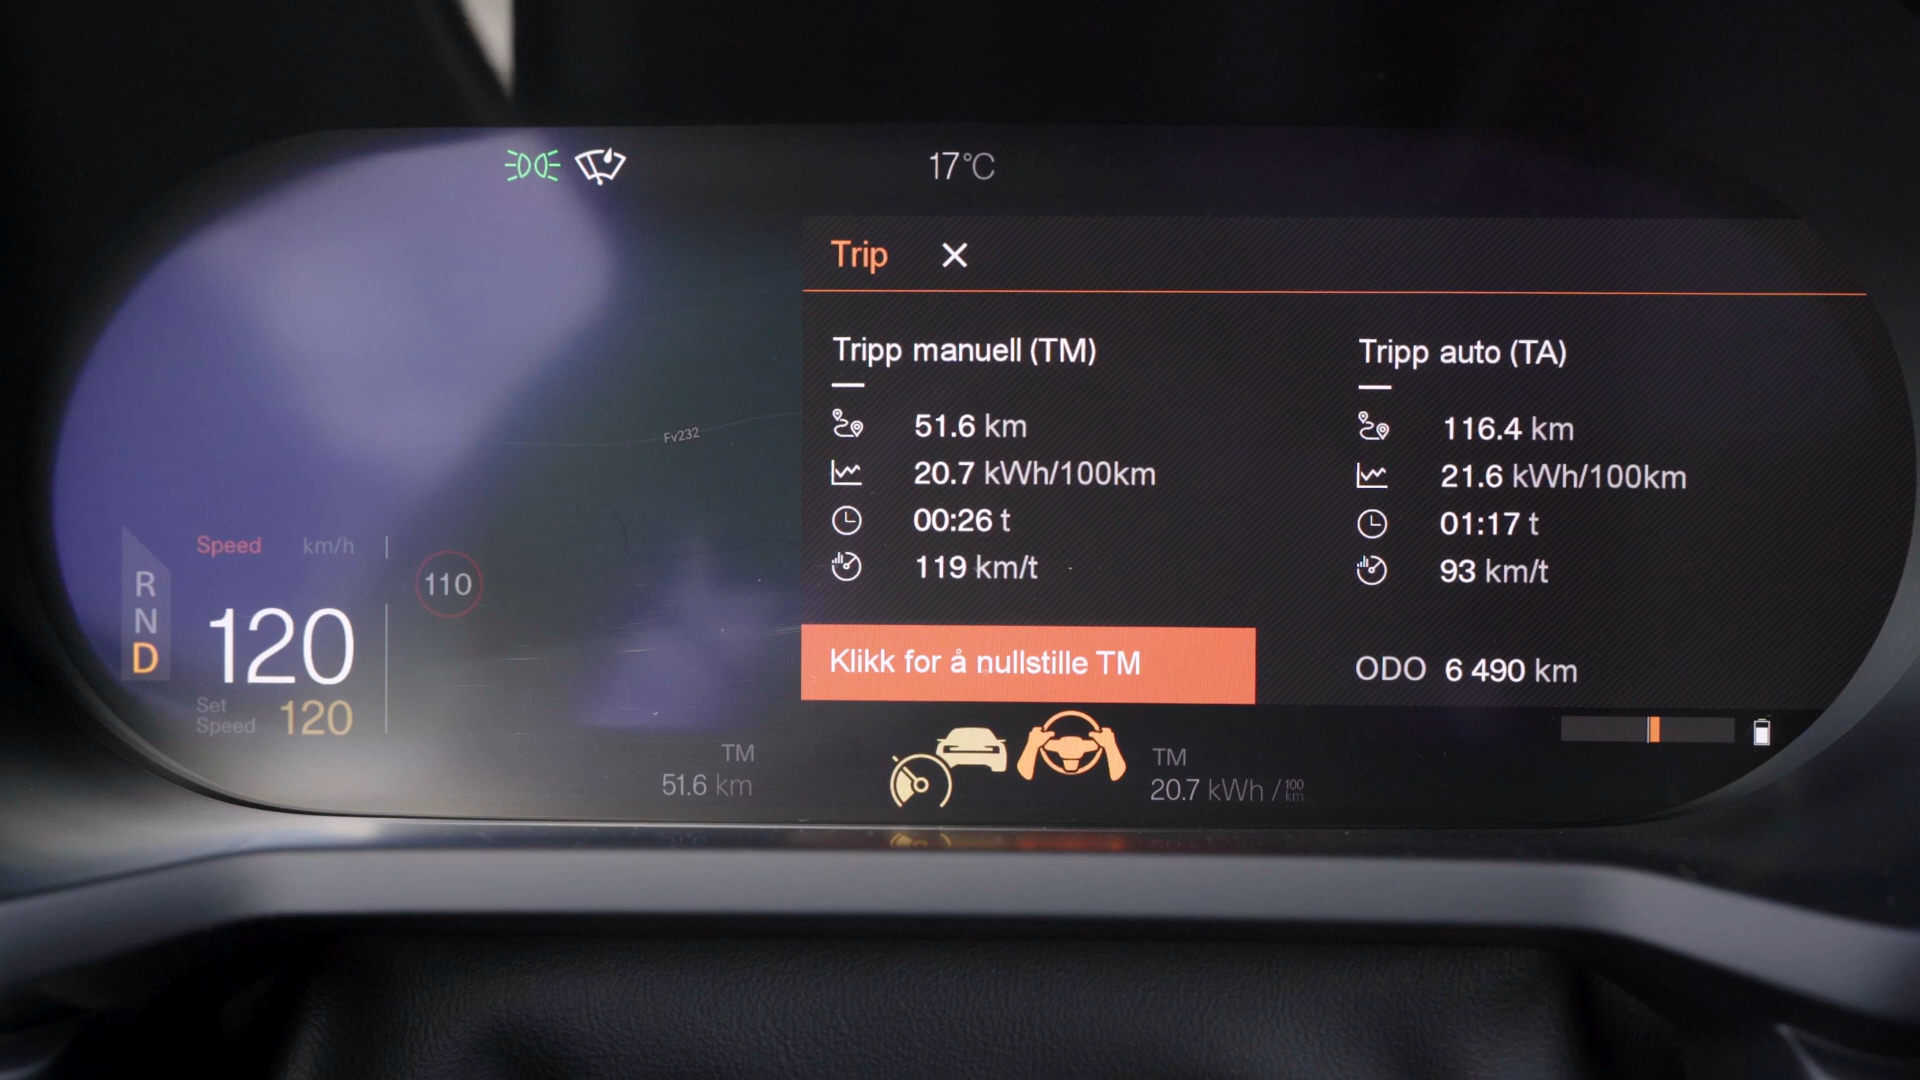 17°C
Trip
Tripp manuell (TM)
51.6 km
20.7 kWh/100km
00:26 t
119 km/t
Klikk for å nullstille TM
Tripp auto (TA)
116.4 km
21.6 kWh/100km
01:17 t
93 km/t
ODO 6 490 km
Fv232
Speed km/h
110
R
N
D
120
Set
Speed 120
TM
51.6 km
TM
20.7 kWh / 100 km